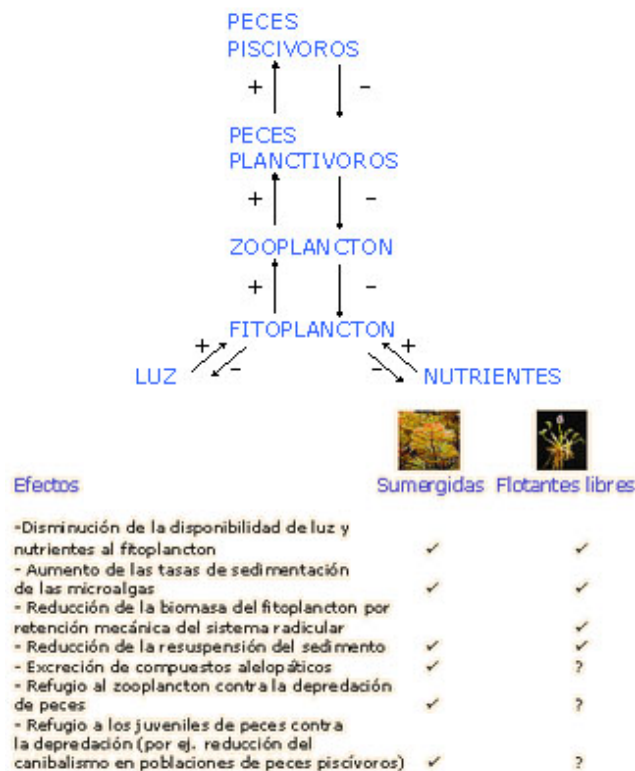 PECES
PISCIVOROS
+ -
PECES
PLANCTIVOROS
+ -
ZOOPLANCTON
+ -
FITOPLANCTON
+ - - +
LUZ NUTRIENTES
Efectos Sumergidas Flotantes libres
-Disminución de la disponibilidad de luz y
nutrientes al fitoplancton ✓ ✓
- Aumento de las tasas de sedimentación
de las microalgas ✓ ✓
- Reducción de la biomasa del fitoplancton por
retención mecánica del sistema radicular ✓
- Reducción de la resuspensión del sedimento ✓ ✓
- Excreción de compuestos alelopáticos ✓ ?
- Refugio al zooplancton contra la depredación
de peces ✓ ?
- Refugio a los juveniles de peces contra
la depredación (por ej. reducción del
canibalismo en poblaciones de peces piscívoros) ✓ ?